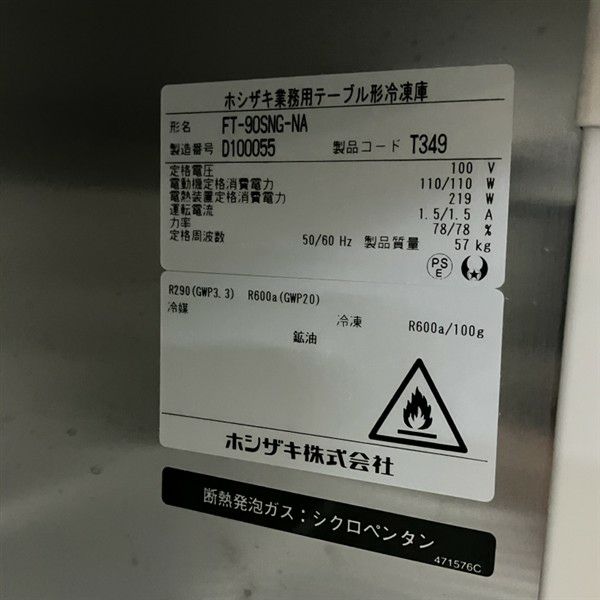 ホシザキ業務用テーブル形冷凍庫
形名 FT-90SNG-NA
製造番号 D100055 製品コード T349
定格電圧 100 V
電動機定格消費電力 110/110 W
電熱装置定格消費電力 219 W
運転電流 1.5/1.5 A
力率 78/78 %
定格周波数 50/60 Hz 製品質量 57 kg
PS
E
R290(GWP3.3) R600a(GWP20)
冷媒 冷凍 R600a/100g
鉱油
ホシザキ株式会社
断熱発泡ガス：シクロペンタン
471576C